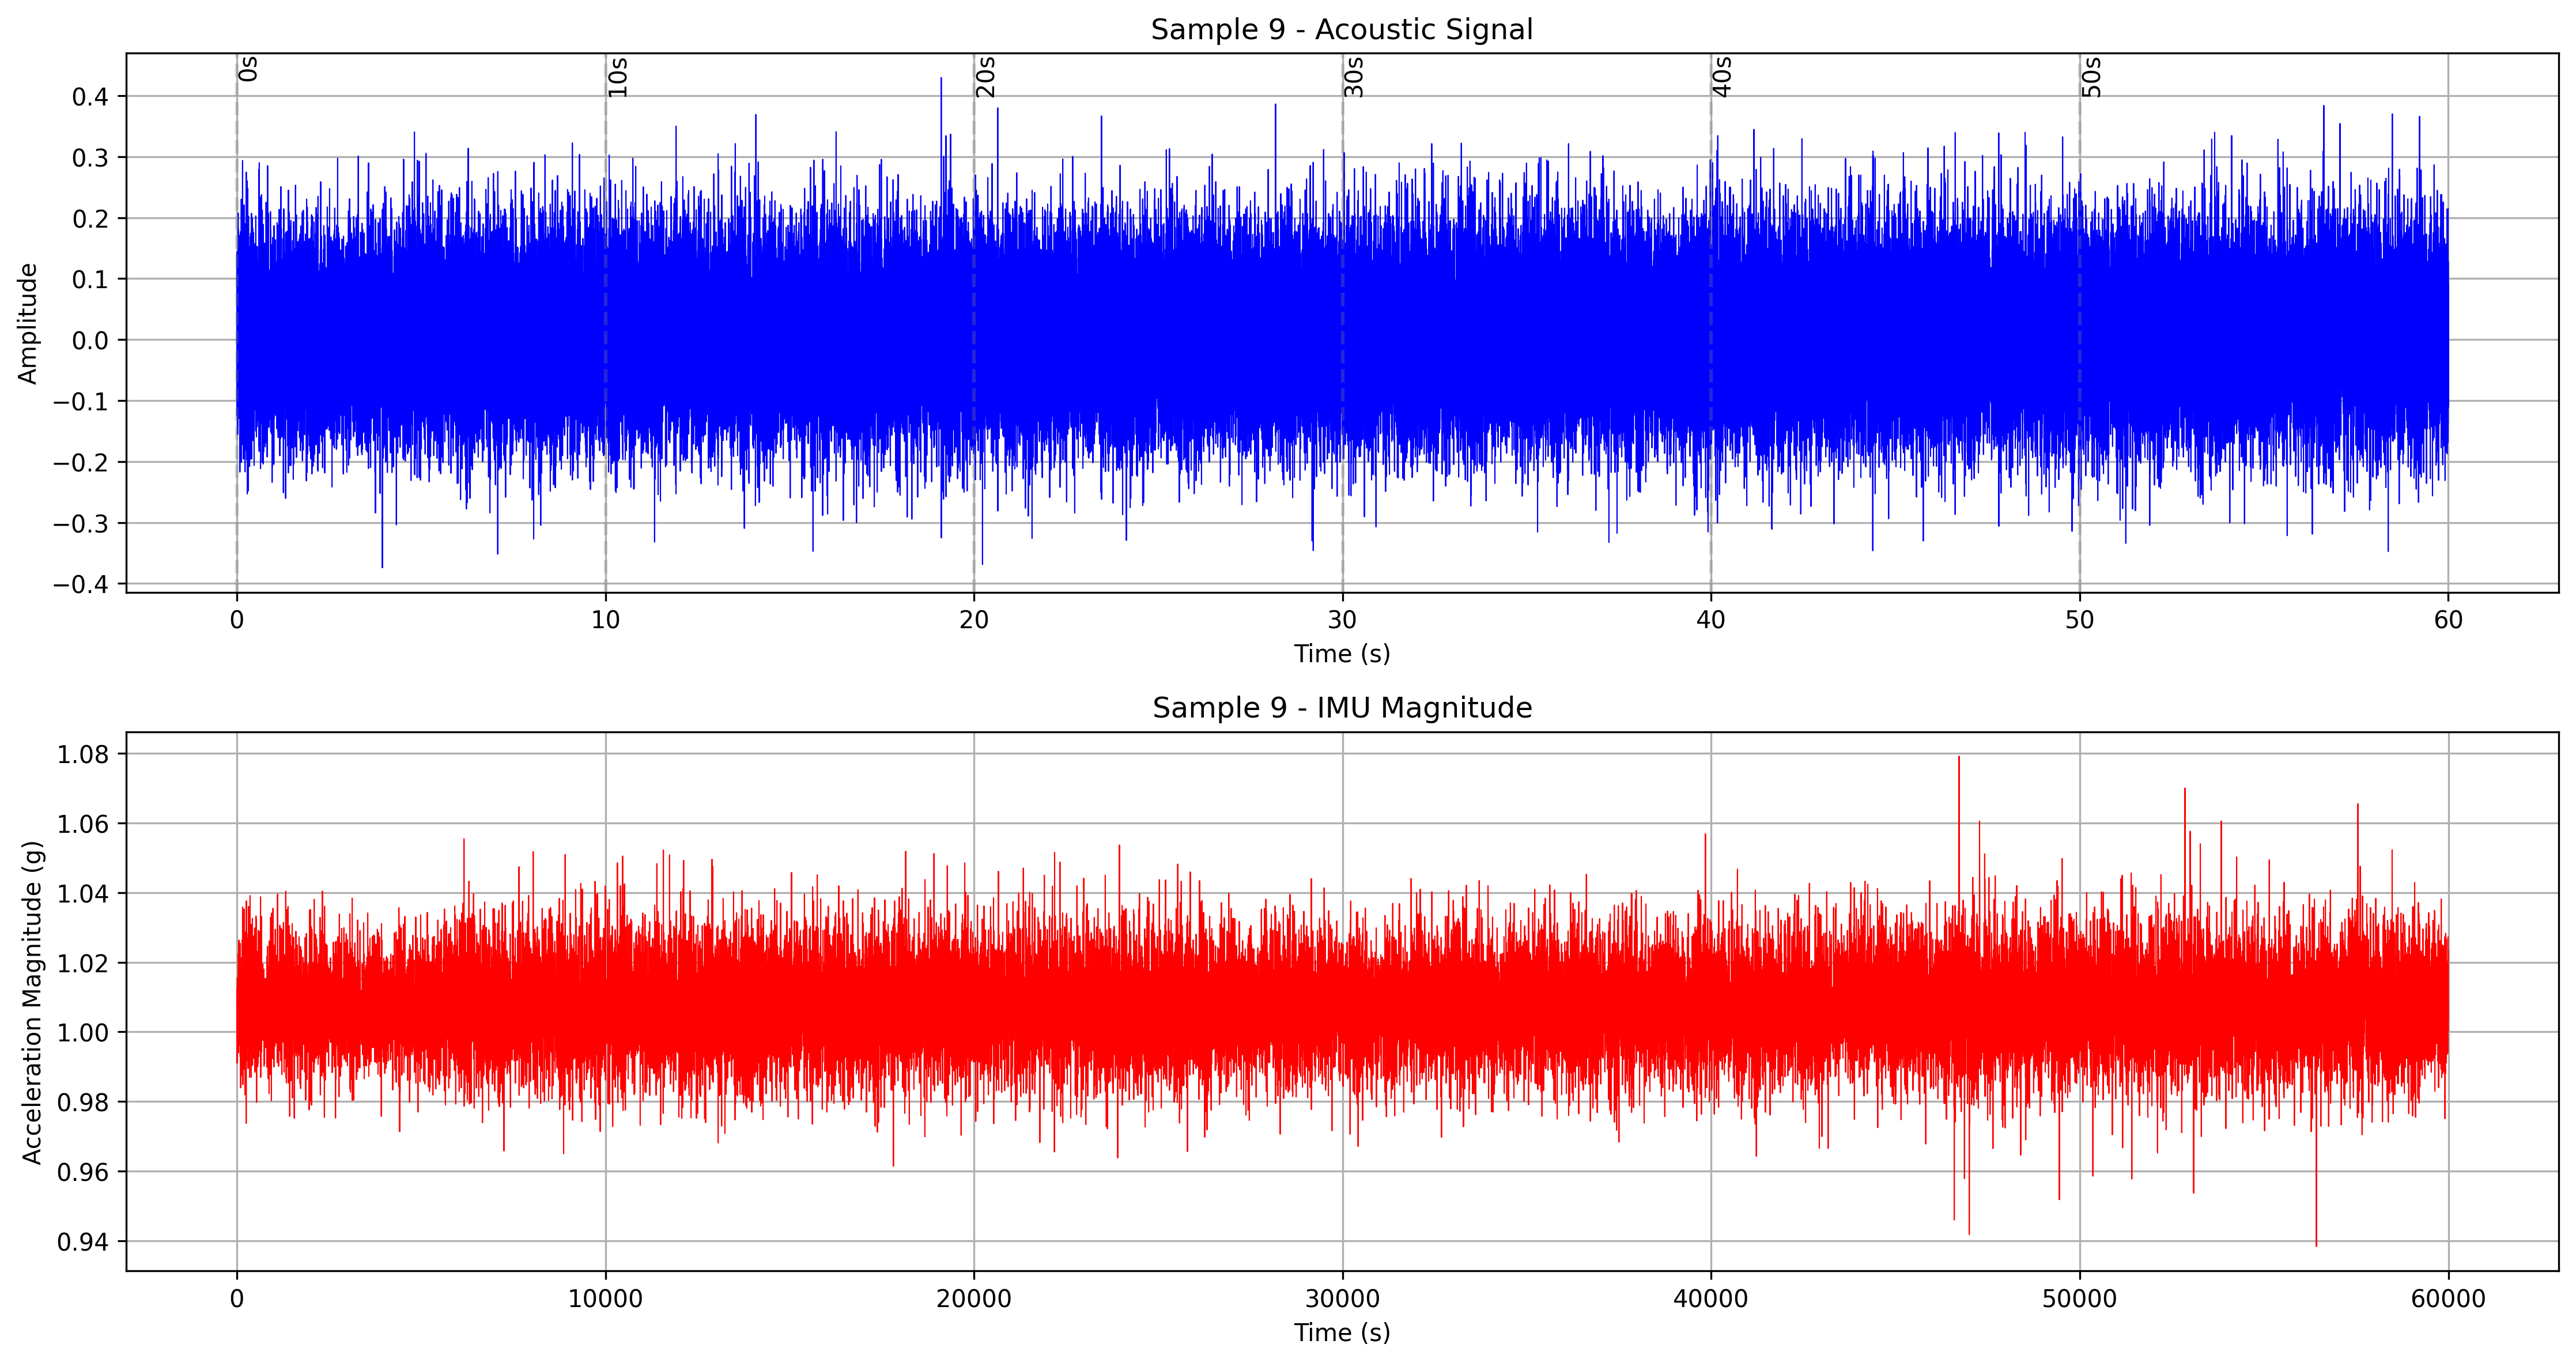 Sample 9 - Acoustic Signal
0s
10s
20s
30s
40s
50s
0.4
0.3
0.2
0.1
0.0
−0.1
−0.2
−0.3
−0.4
Amplitude
0 10 20 30 40 50 60
Time (s)
Sample 9 - IMU Magnitude
1.08
1.06
1.04
1.02
1.00
0.98
0.96
0.94
Acceleration Magnitude (g)
0 10000 20000 30000 40000 50000 60000
Time (s)